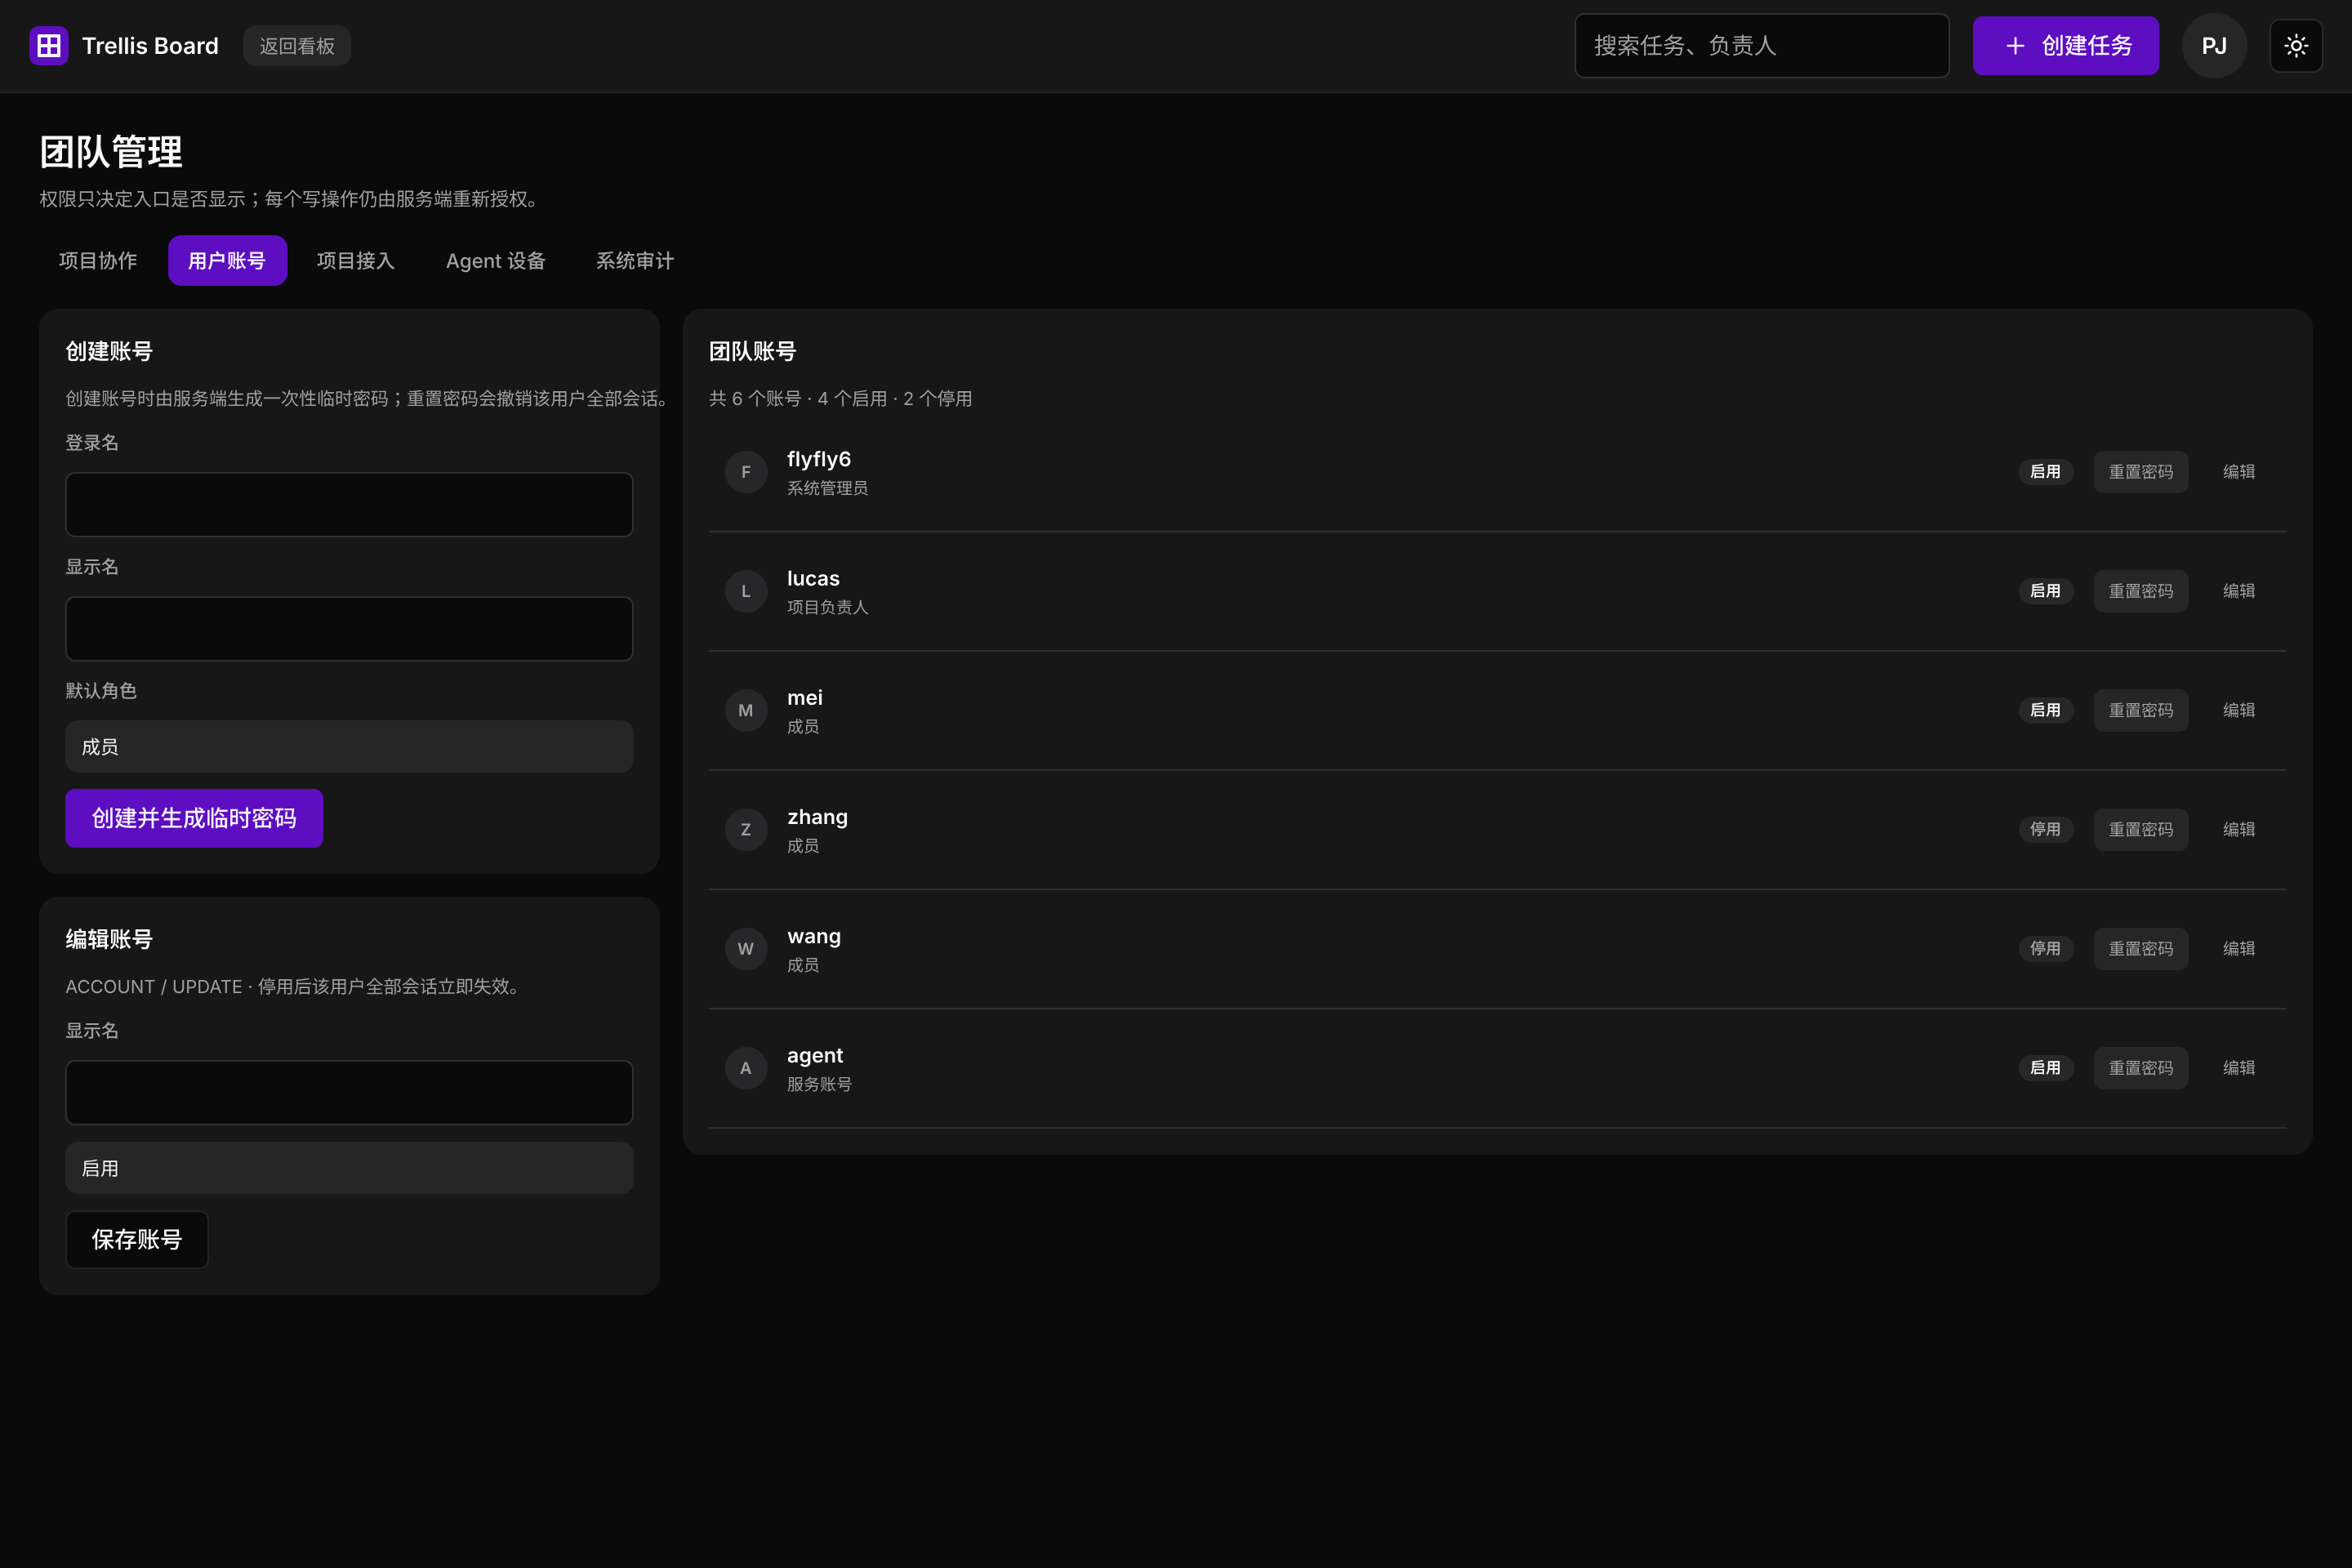 Trellis Board
返回看板
搜索任务、负责人
创建任务
PJ
团队管理
权限只决定入口是否显示；每个写操作仍由服务端重新授权。
项目协作
用户账号
项目接入
Agent 设备
系统审计
创建账号
创建账号时由服务端生成一次性临时密码；重置密码会撤销该用户全部会话。
登录名
显示名
默认角色
成员
创建并生成临时密码
编辑账号
ACCOUNT / UPDATE · 停用后该用户全部会话立即失效。
显示名
启用
保存账号
团队账号
共 6 个账号 · 4 个启用 · 2 个停用
F
flyfly6
系统管理员
启用
重置密码
编辑
L
lucas
项目负责人
启用
重置密码
编辑
M
mei
成员
启用
重置密码
编辑
Z
zhang
成员
停用
重置密码
编辑
W
wang
成员
停用
重置密码
编辑
A
agent
服务账号
启用
重置密码
编辑